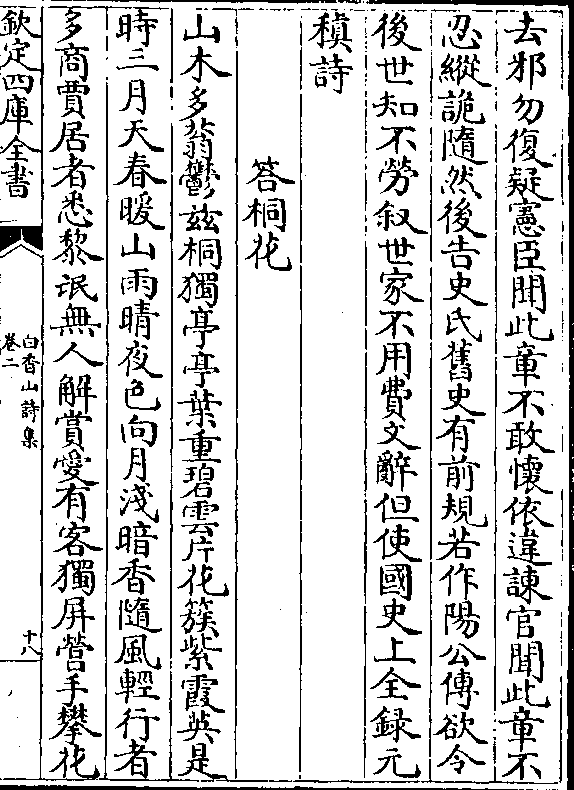 去邪勿復疑憲臣聞此章不敢懷依違諫官聞此章不
忍縱詭隨然後告史氏舊史有前規若作陽公傳欲令
後世知不勞叙世家不用費文辭但使國史上全録元
稹詩
答桐花
山木多蓊鬱兹桐獨亭亭葉重碧雲片花簇紫霞英是
時三月天春暖山雨晴夜色向月淺暗香隨風輕行者
多商賈居者悉黎氓無人解賞愛有客獨屏營手攀花
欽定四庫全書
白香山詩集
卷二
十八